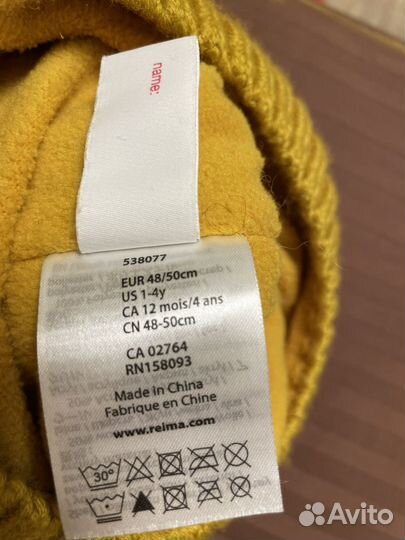 name:
538077
EUR 48/50cm
US 1-4y
CA 12 mois/4 ans
CN 48-50cm
CA 02764
RN158093
Made in China
Fabriqué en Chine
www.reima.com
30°
Avito